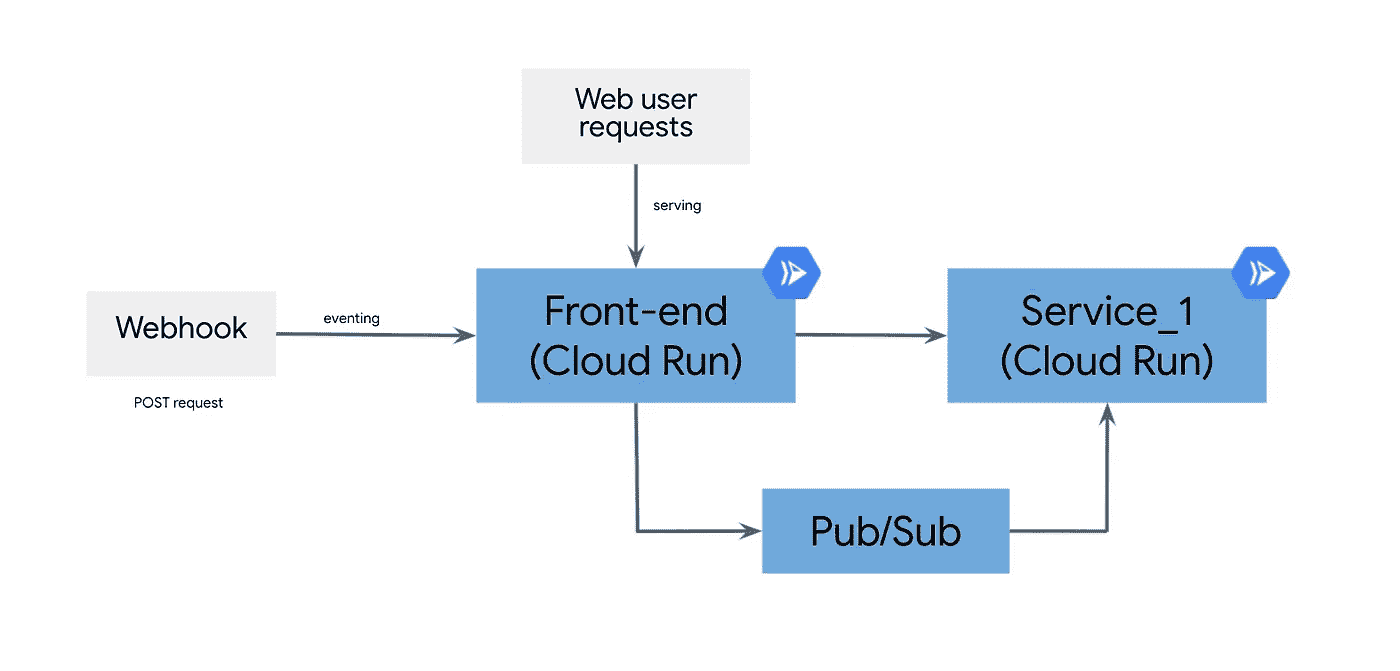 Web user
requests
serving
Webhook
eventing
POST request
Front-end
(Cloud Run)
Service_1
(Cloud Run)
Pub/Sub